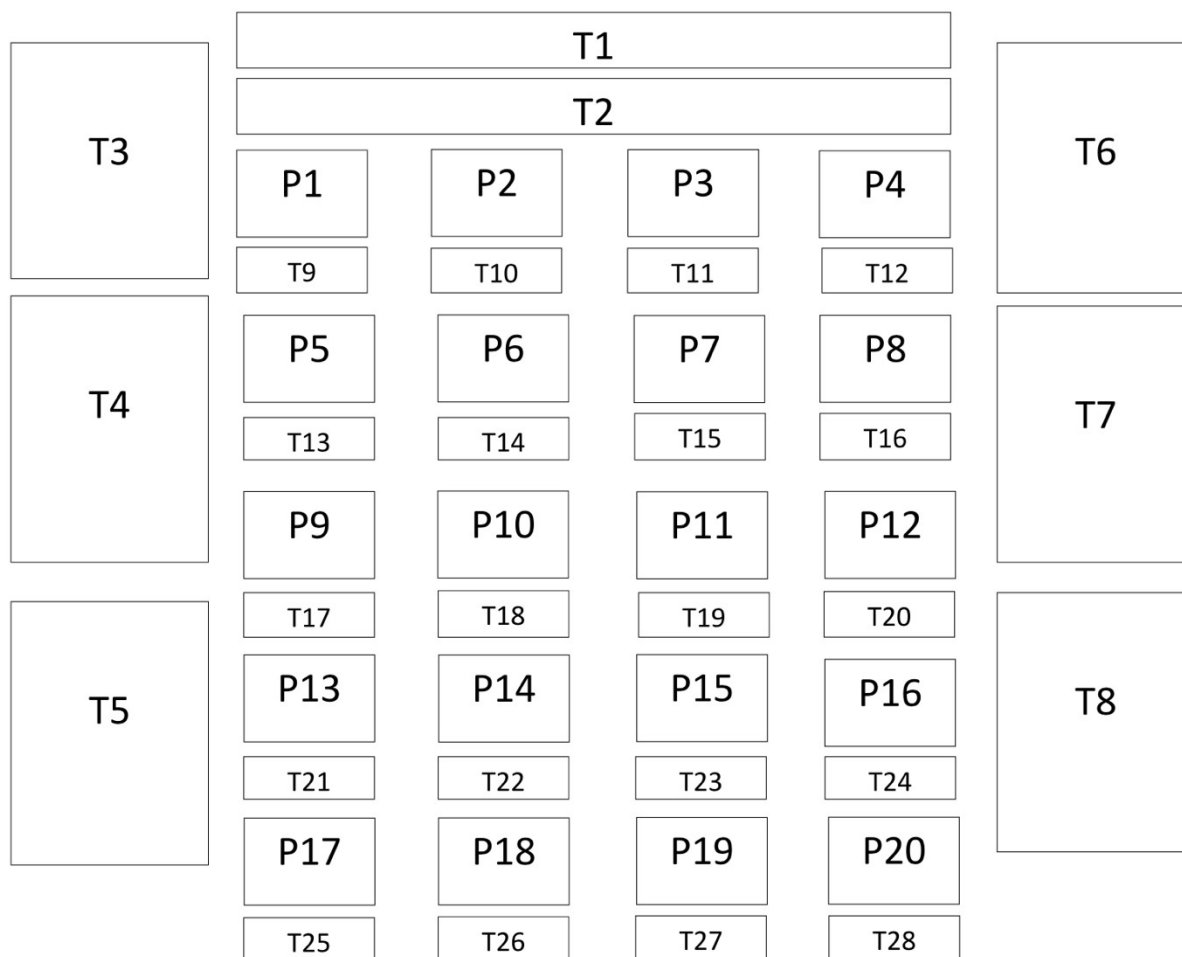 T1
T2
T3
T6
P1 P2 P3 P4
T9 T10 T11 T12
P5 P6 P7 P8
T4
T7
T13 T14 T15 T16
P9 P10 P11 P12
T17 T18 T19 T20
P13 P14 P15 P16
T5
T8
T21 T22 T23 T24
P17 P18 P19 P20
T25 T26 T27 T28